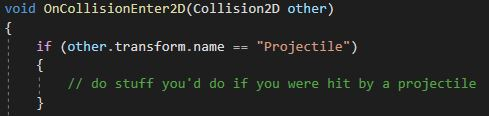 void OnCollisionEnter2D(Collision2D other)
{
if (other.transform.name == "Projectile")
{
// do stuff you'd do if you were hit by a projectile
}